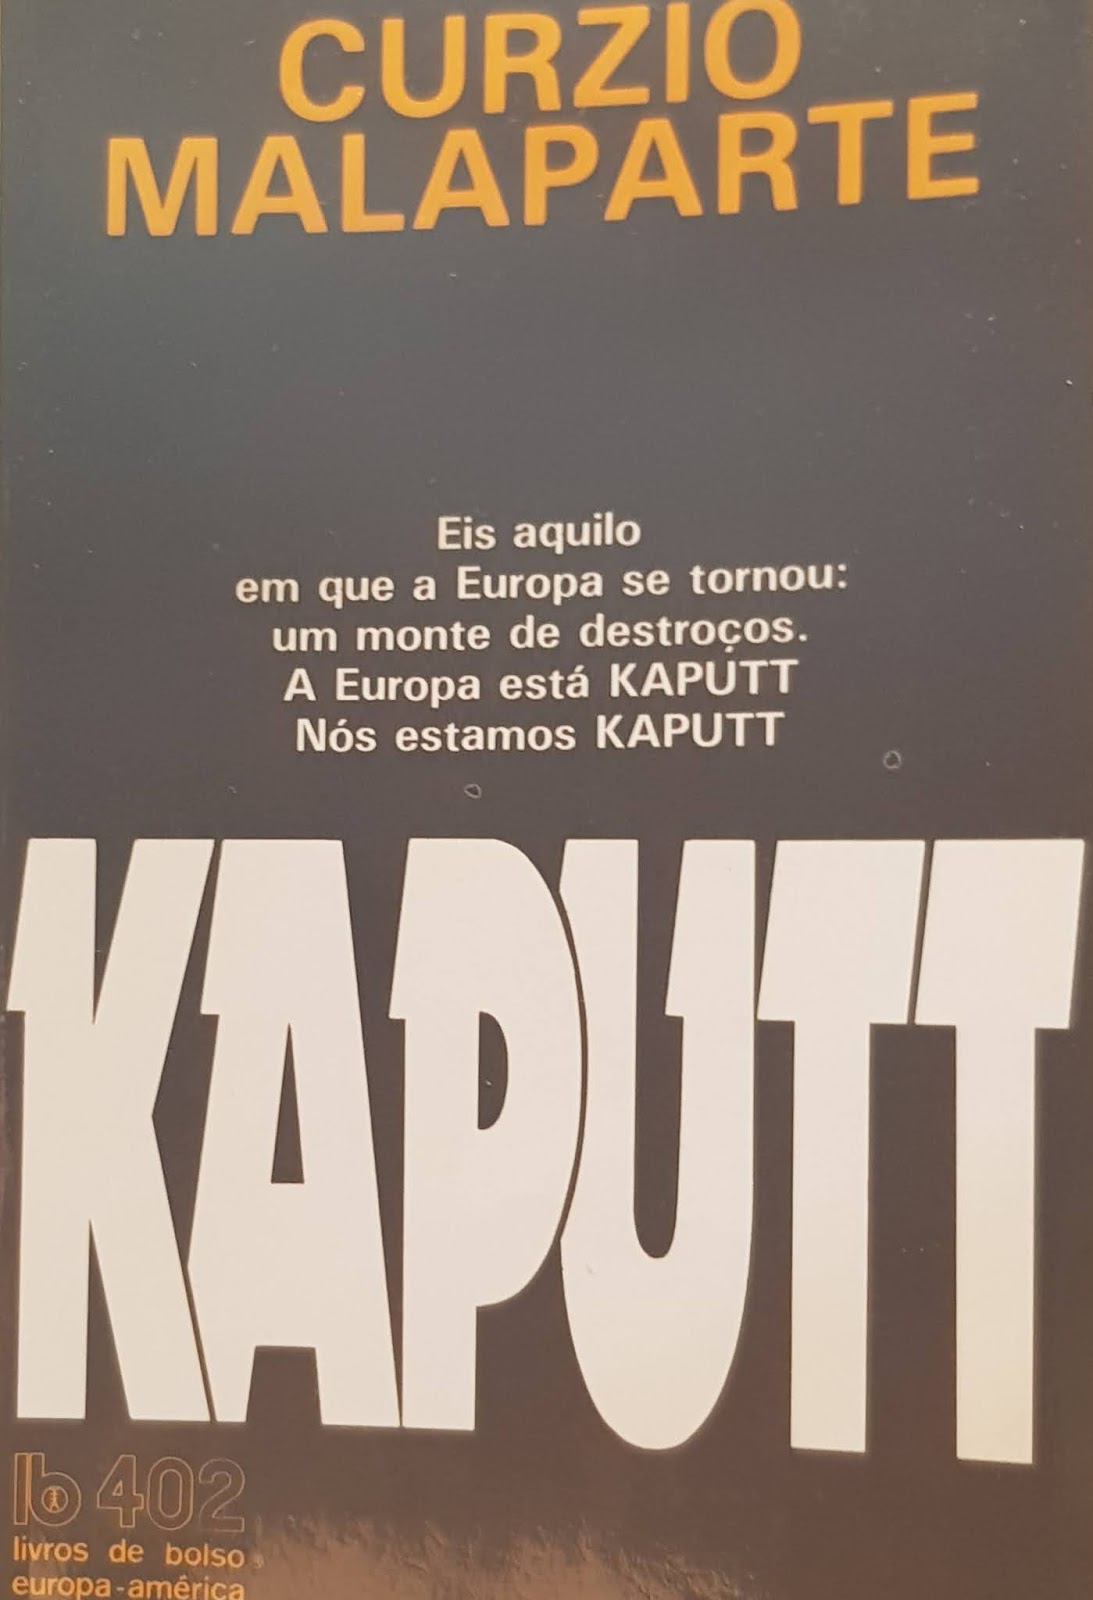 CURZIO
MALAPARTE
Eis aquilo
em que a Europa se tornou:
um monte de destroços.
A Europa está KAPUTT
Nós estamos KAPUTT
KAPUTT
lb 402
livros de bolso
europa-américa